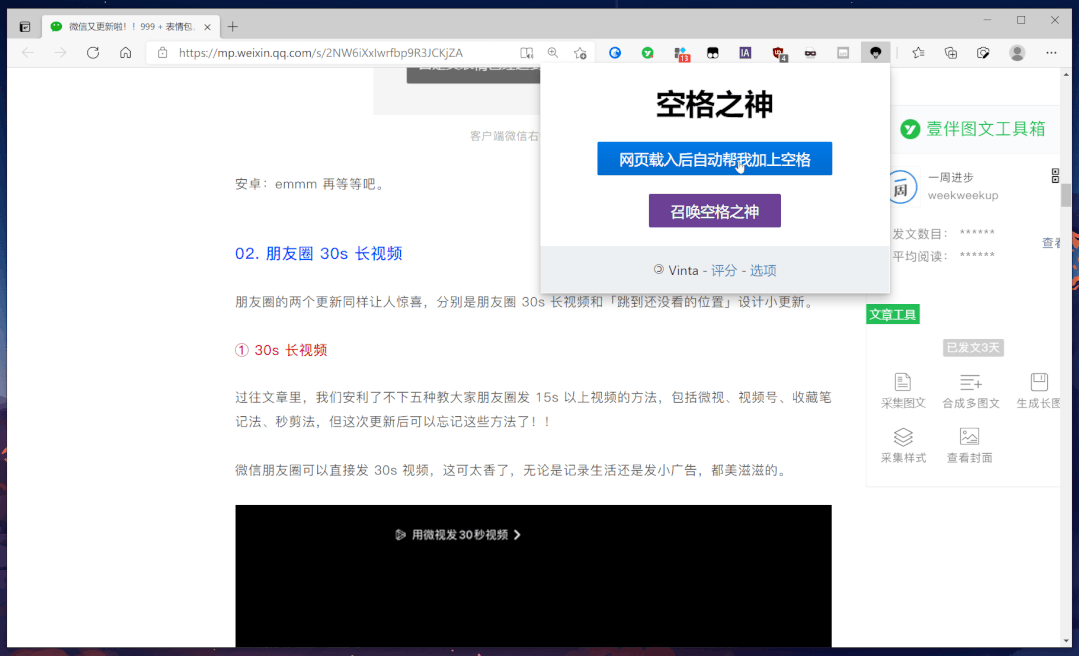 微信又更新啦！！999 + 表情包
https://mp.weixin.qq.com/s/2NW6iXxIwrfbp9R3JCKjZA
13
IA
4
空格之神
网页载入后自动帮我加上空格
召唤空格之神
Vinta - 评分 - 选项
客户端微信右
安卓：emmm 再等等吧。
02. 朋友圈 30s 长视频
朋友圈的两个更新同样让人惊喜，分别是朋友圈 30s 长视频和「跳到还没看的位置」设计小更新。
① 30s 长视频
过往文章里，我们安利了不下五种教大家朋友圈发 15s 以上视频的方法，包括微视、视频号、收藏笔
记法、秒剪法，但这次更新后可以忘记这些方法了！！
微信朋友圈可以直接发 30s 视频，这可太香了，无论是记录生活还是发小广告，都美滋滋的。
用微视发30秒视频
壹伴图文工具箱
一周进步
weekweekup
发文数目： ******
平均阅读： ******
查看
文章工具
已发文3天
采集图文
合成多图文
生成长图
采集样式
查看封面